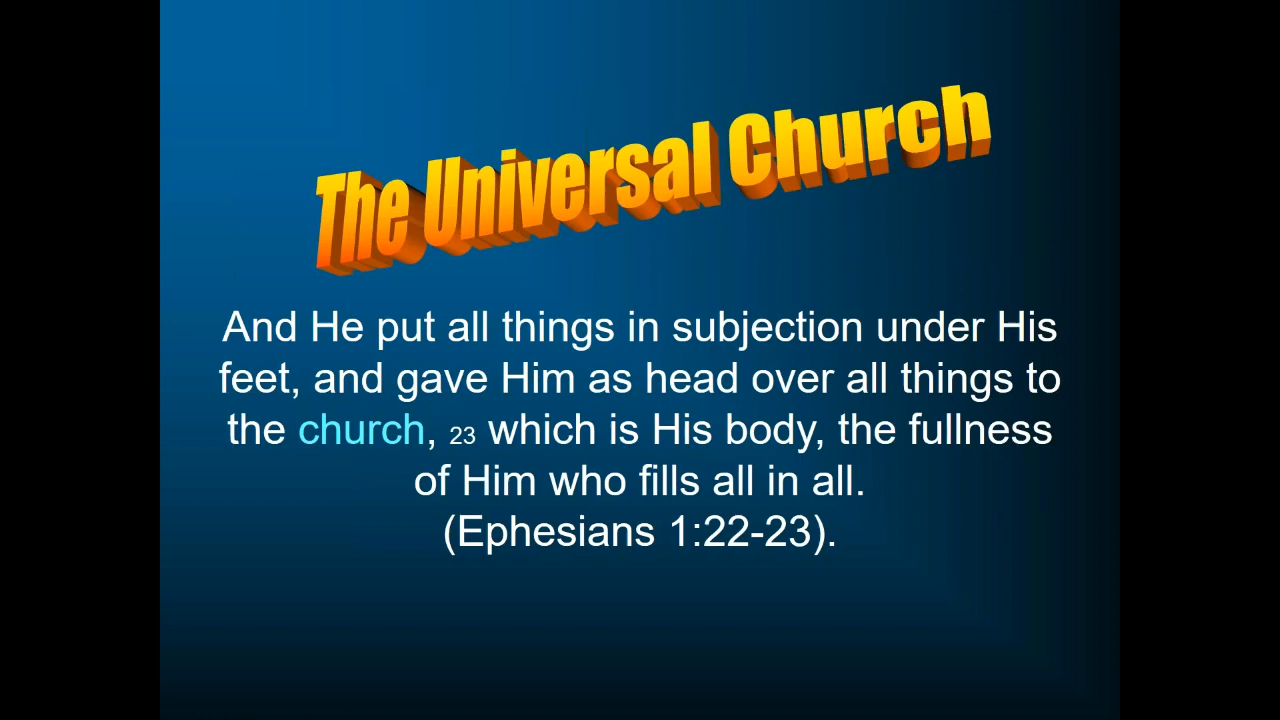 The Universal Church
And He put all things in subjection under His
feet, and gave Him as head over all things to
the church, 23 which is His body, the fullness
of Him who fills all in all.
(Ephesians 1:22-23).